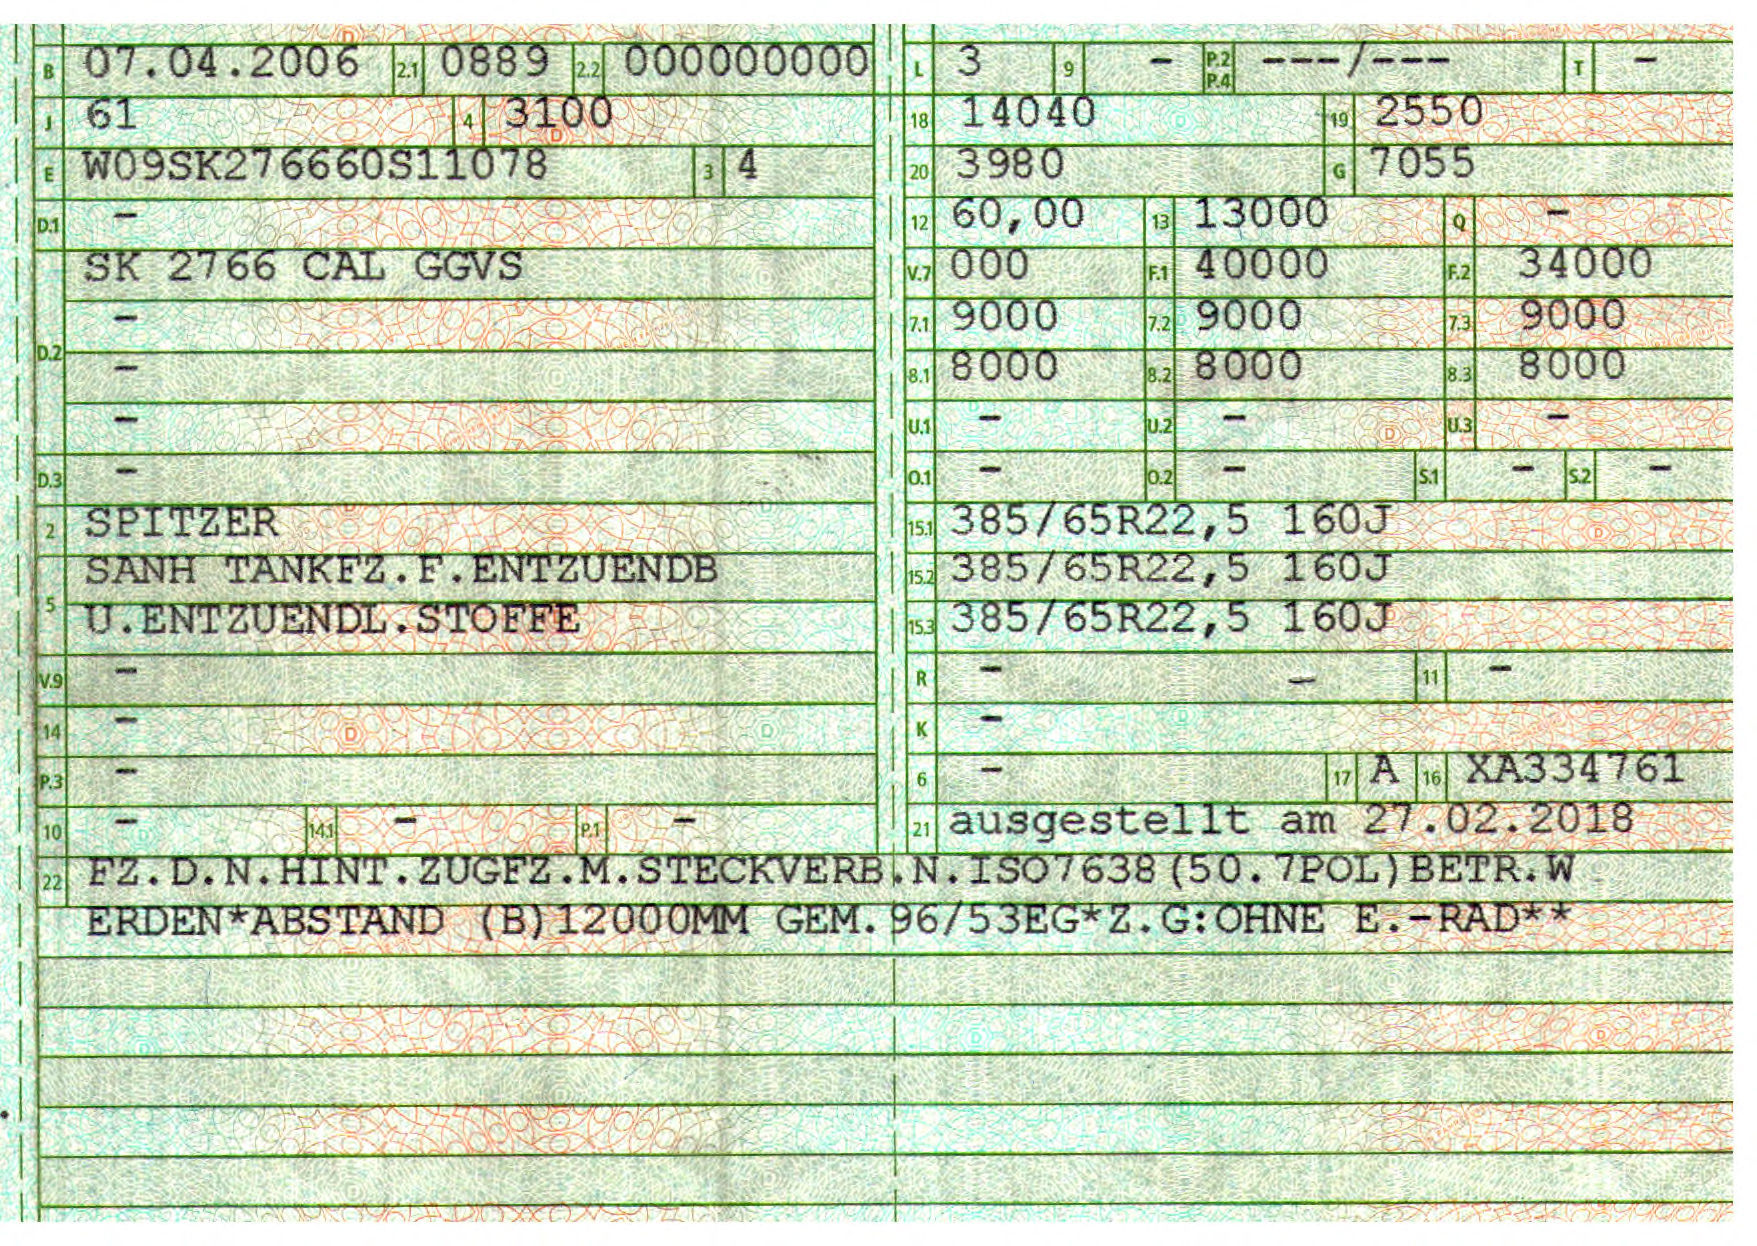 B 07.04.2006 2.1 0889 2.2 000000000
J 61 4 3100
E W09SK276660S11078 3 4
D.1 -
SK 2766 CAL GGVS
-
D.2 -
-
D.3 -
2 SPITZER
SANH TANKFZ.F.ENTZUENDB
5 U.ENTZUENDL.STOFFE
V.9 -
14 -
P.3 -
10 - 14.1 - P.1 -
L 3 9 - P.2 P.4 ---/--- T -
18 14040 19 2550
20 3980 G 7055
12 60,00 13 13000 Q -
V.7 000 F.1 40000 F.2 34000
7.1 9000 7.2 9000 7.3 9000
8.1 8000 8.2 8000 8.3 8000
U.1 - U.2 - U.3 -
O.1 - O.2 - S.1 - S.2 -
15.1 385/65R22,5 160J
15.2 385/65R22,5 160J
15.3 385/65R22,5 160J
R - - 11 -
K -
6 - 17 A 16 XA334761
21 ausgestellt am 27.02.2018
22 FZ.D.N.HINT.ZUGFZ.M.STECKVERB.N.ISO7638(50.7POL)BETR.W
ERDEN*ABSTAND (B)12000MM GEM.96/53EG*Z.G:OHNE E.-RAD**